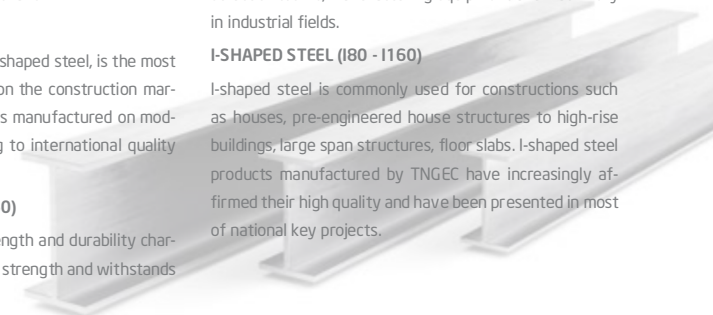 shaped steel, is the most
on the construction mar-
s manufactured on mod-
g to international quality
0)
ength and durability char-
strength and withstands
in industrial fields.
I-SHAPED STEEL (I80 - I160)
I-shaped steel is commonly used for constructions such
as houses, pre-engineered house structures to high-rise
buildings, large span structures, floor slabs. I-shaped steel
products manufactured by TNGEC have increasingly af-
firmed their high quality and have been presented in most
of national key projects.